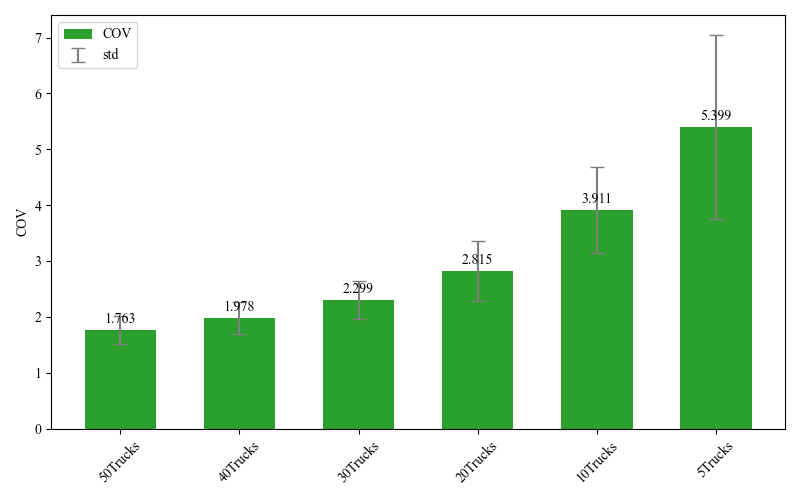 COV
std
7
6
5
4
3
2
1
0
COV
1.763
1.978
2.299
2.815
3.911
5.399
50Trucks
40Trucks
30Trucks
20Trucks
10Trucks
5Trucks